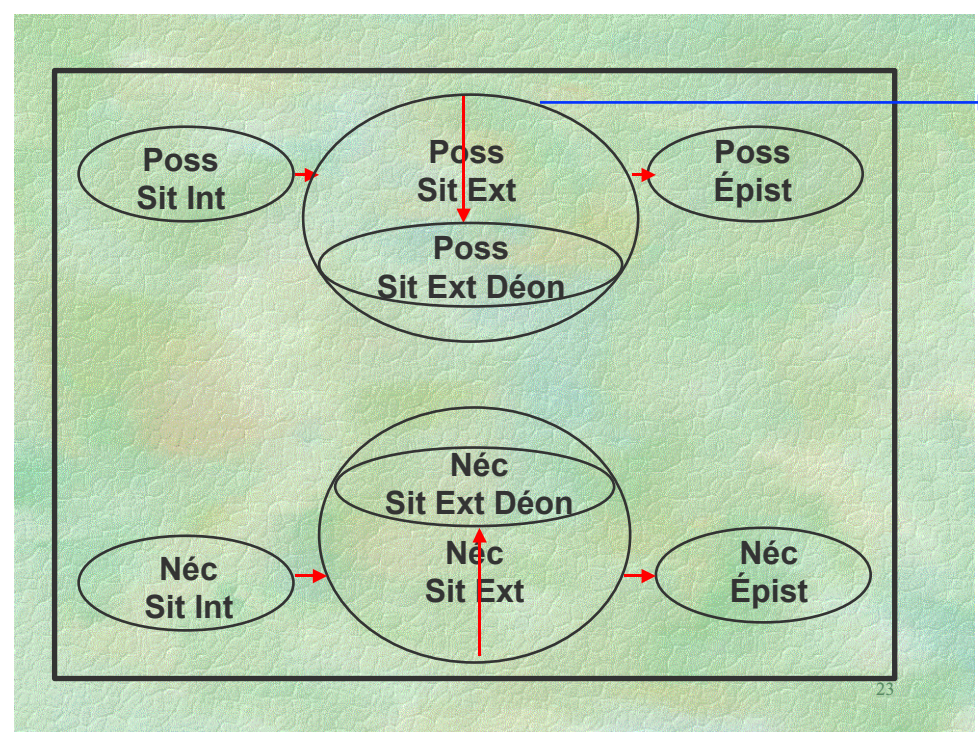 Poss
Sit Int
Poss
Sit Ext
Poss
Sit Ext Déon
Poss
Épist
Néc
Sit Int
Néc
Sit Ext Déon
Néc
Sit Ext
Néc
Épist
23